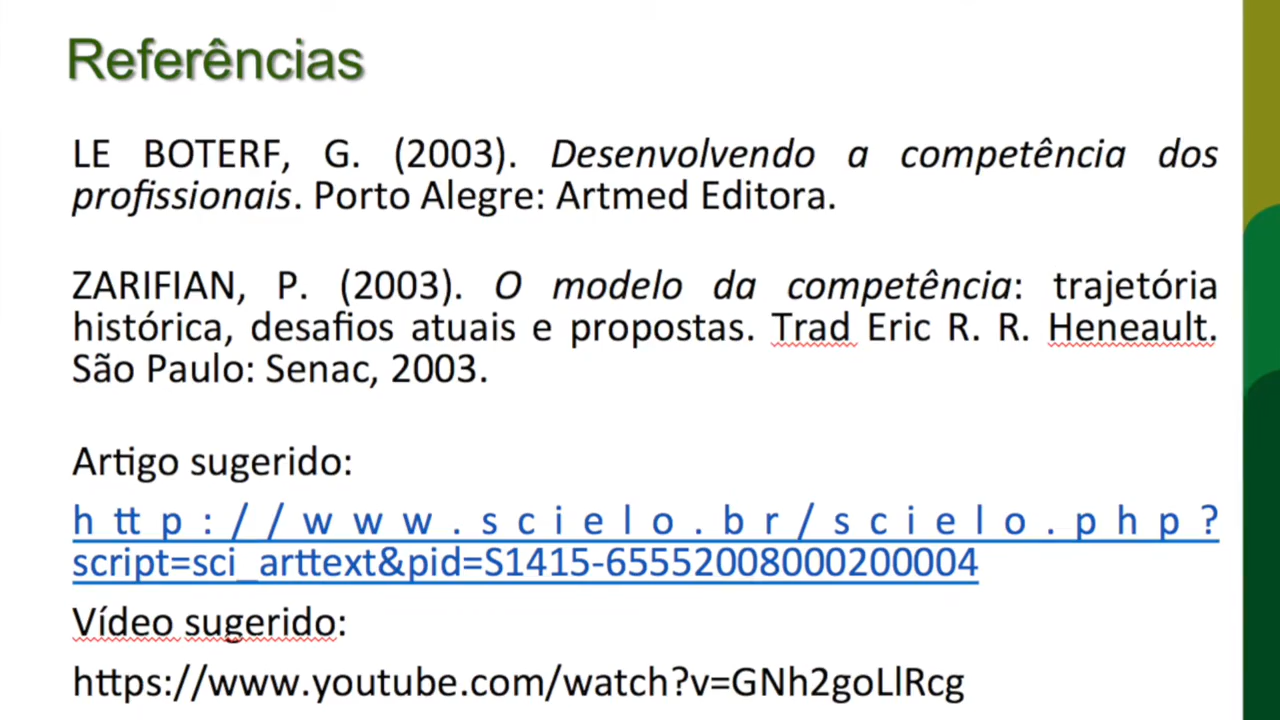 Referências
LE BOTERF, G. (2003). Desenvolvendo a competência dos
profissionais. Porto Alegre: Artmed Editora.
ZARIFIAN, P. (2003). O modelo da competência: trajetória
histórica, desafios atuais e propostas. Trad Eric R. R. Heneault.
São Paulo: Senac, 2003.
Artigo sugerido:
http://www.scielo.br/scielo.php?
script=sci_arttext&pid=S1415-65552008000200004
Vídeo sugerido:
https://www.youtube.com/watch?v=GNh2goLlRcg